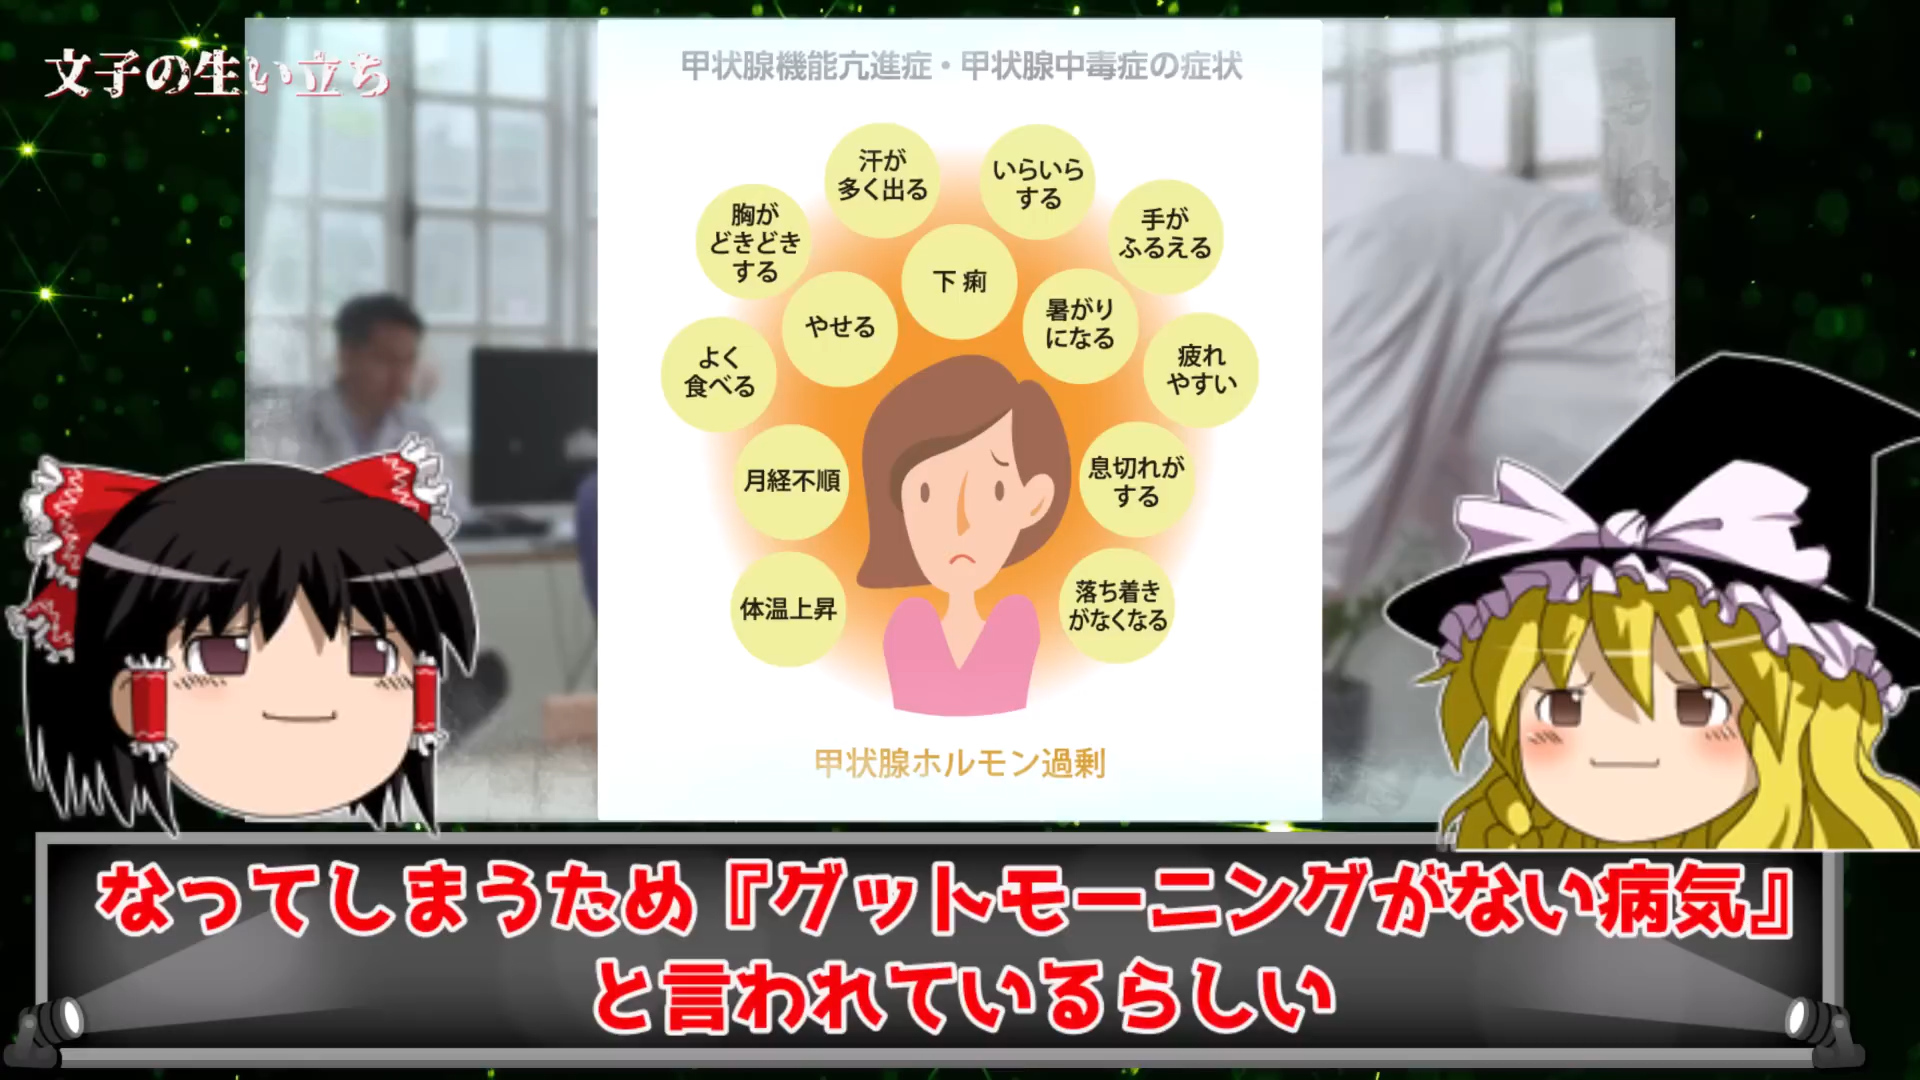 文子の生い立ち
甲状腺機能亢進症・甲状腺中毒症の症状
汗が
多く出る
いらいら
する
胸が
どきどき
する
手が
ふるえる
下痢
やせる
暑がり
になる
よく
食べる
疲れ
やすい
月経不順
息切れが
する
体温上昇
落ち着き
がなくなる
甲状腺ホルモン過剰
なってしまうため『グットモーニングがない病気』
と言われているらしい